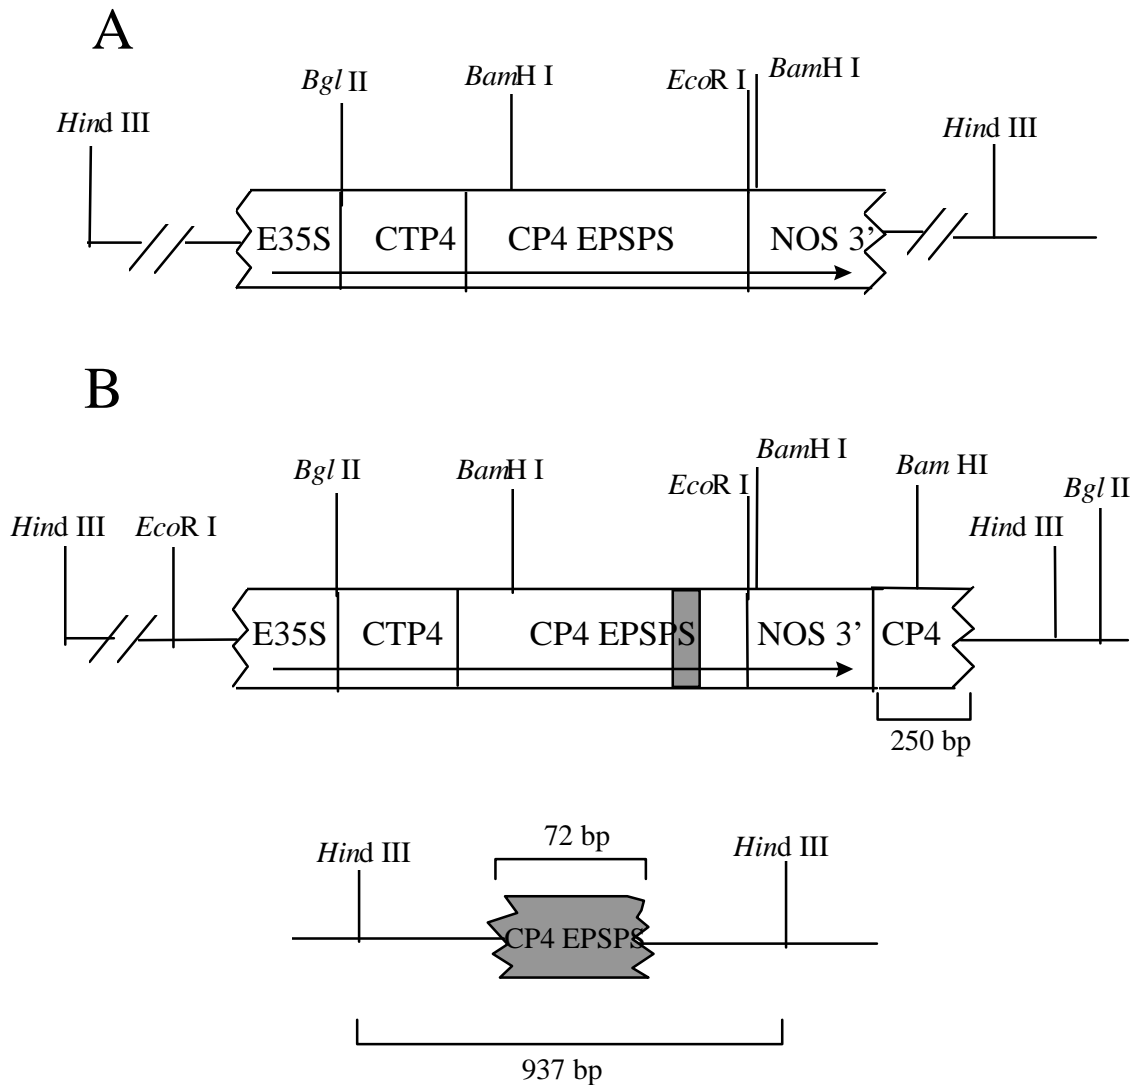 A
Hind III
Bgl II
BamH I
EcoR I
BamH I
Hind III
E35S
CTP4
CP4 EPSPS
NOS 3’
B
Hind III
EcoR I
Bgl II
BamH I
EcoR I
BamH I
Bam HI
Hind III
Bgl II
E35S
CTP4
CP4 EPSPS
NOS 3’
CP4
250 bp
72 bp
Hind III
Hind III
CP4 EPSPS
937 bp